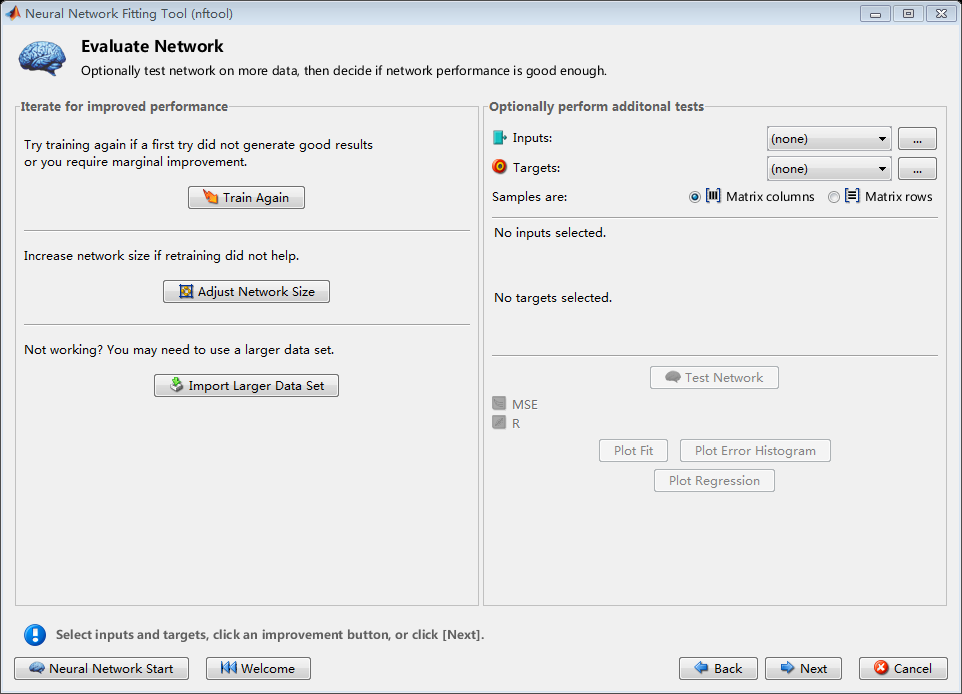 Neural Network Fitting Tool (nftool)
Evaluate Network
Optionally test network on more data, then decide if network performance is good enough.
Iterate for improved performance
Try training again if a first try did not generate good results
or you require marginal improvement.
Train Again
Increase network size if retraining did not help.
Adjust Network Size
Not working? You may need to use a larger data set.
Import Larger Data Set
Optionally perform additonal tests
Inputs: (none) ...
Targets: (none) ...
Samples are: Matrix columns Matrix rows
No inputs selected.
No targets selected.
Test Network
MSE
R
Plot Fit Plot Error Histogram
Plot Regression
Select inputs and targets, click an improvement button, or click [Next].
Neural Network Start Welcome Back Next Cancel